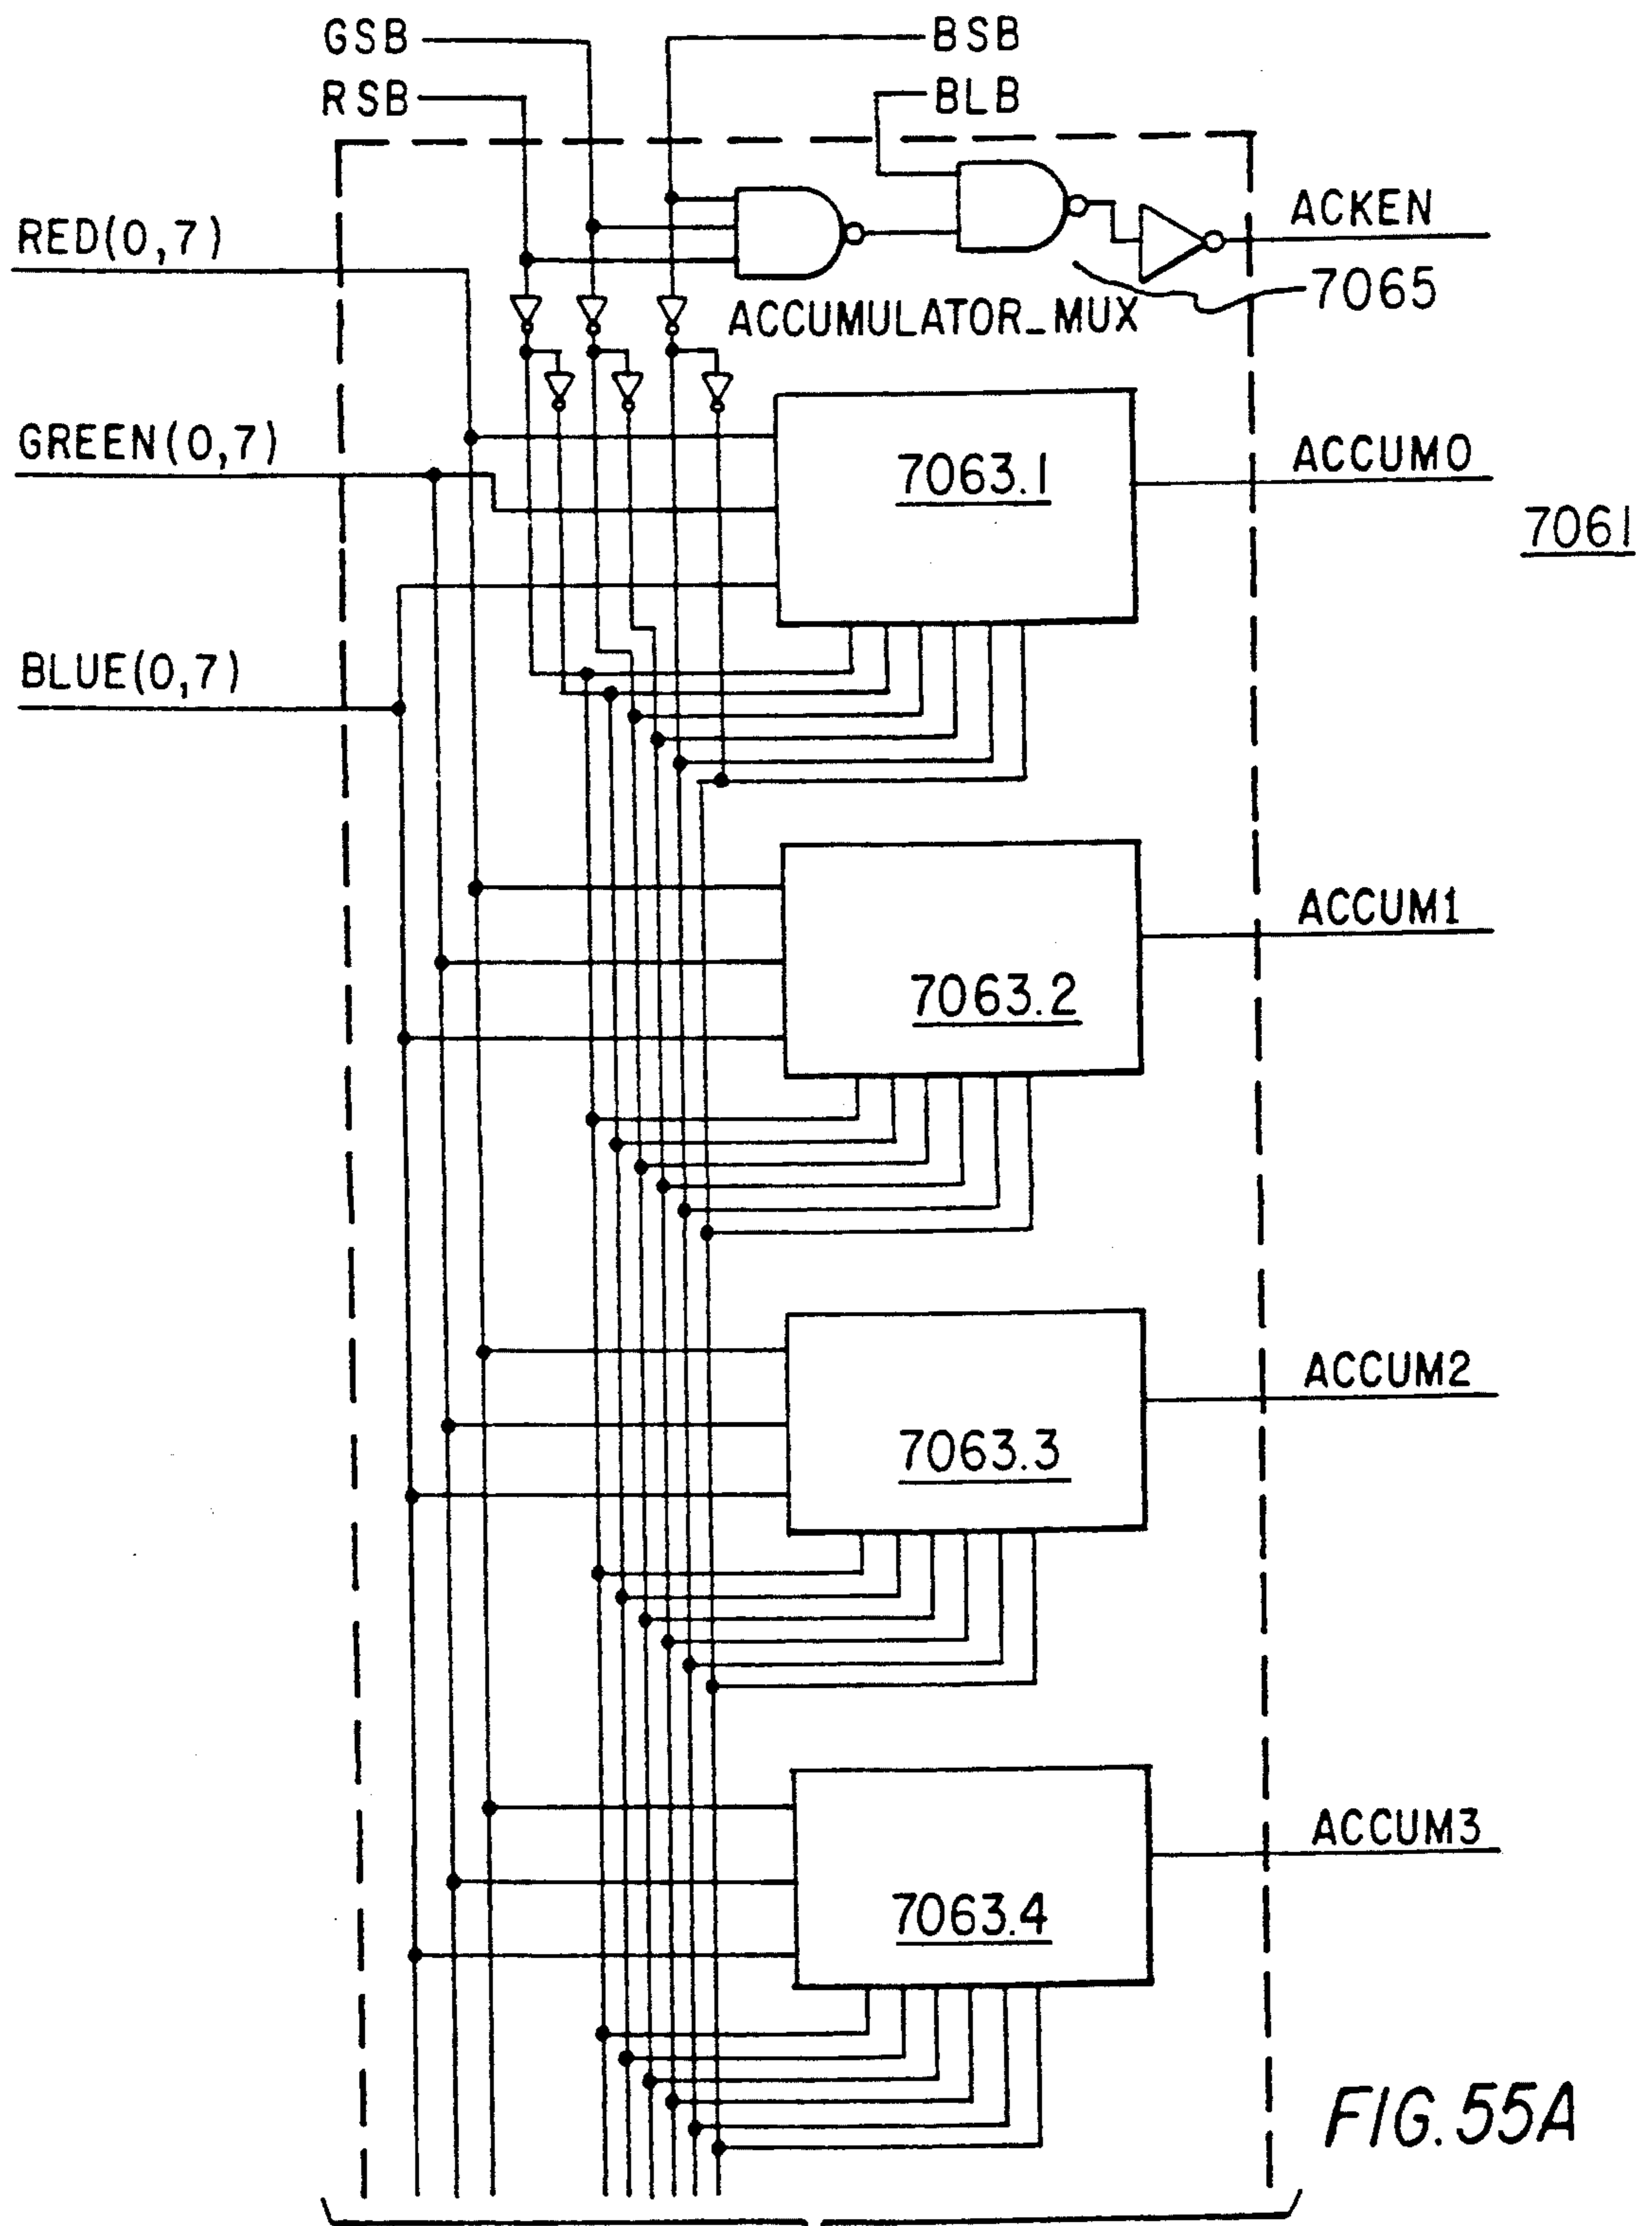 GSB
BSB
RSB
BLB
RED(0,7)
ACKEN
7065
ACCUMULATOR_MUX
GREEN(0,7)
7063.1
ACCUM0
7061
BLUE(0,7)
7063.2
ACCUM1
7063.3
ACCUM2
7063.4
ACCUM3
FIG. 55A